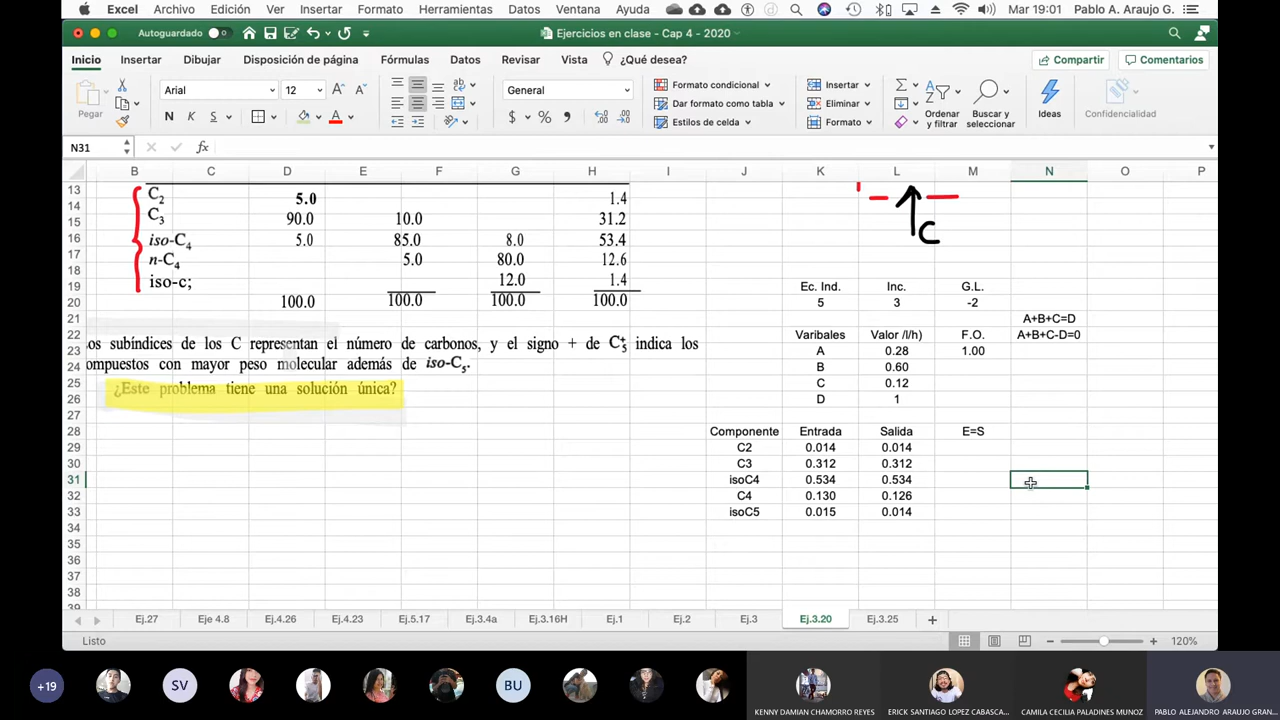 Excel Archivo Edición Ver Insertar Formato Herramientas Datos Ventana Ayuda Mar 19:01 Pablo A. Araujo G.
Autoguardado Ejercicios en clase - Cap 4 - 2020
Inicio Insertar Dibujar Disposición de página Fórmulas Datos Revisar Vista ¿Qué desea? Compartir Comentarios
Pegar Arial 12 General Formato condicional Insertar
N K S $ % Dar formato como tabla Eliminar
Estilos de celda Formato Ordenar y filtrar Buscar y seleccionar Ideas Confidencialidad
N31 fx
B C D E F G H I J K L M N O P
13 C2 5.0 1.4
14
15 C3 90.0 10.0 31.2
16 iso-C4 5.0 85.0 8.0 53.4
17 n-C4 5.0 80.0 12.6
18 iso-c; 12.0 1.4
19 Ec. Ind. Inc. G.L.
20 100.0 100.0 100.0 100.0 5 3 -2
C
21 A+B+C=D
22 Varibales Valor /l/h) F.O. A+B+C-D=0
os subíndices de los C representan el número de carbonos, y el signo + de C5+ indica los
23 A 0.28 1.00
ompuestos con mayor peso molecular además de iso-C5.
24 B 0.60
¿Este problema tiene una solución única?
25 C 0.12
26 D 1
27
28 Componente Entrada Salida E=S
29 C2 0.014 0.014
30 C3 0.312 0.312
31 isoC4 0.534 0.534
32 C4 0.130 0.126
33 isoC5 0.015 0.014
34
35
36
37
38
39
Ej.27 Eje 4.8 Ej.4.26 Ej.4.23 Ej.5.17 Ej.3.4a Ej.3.16H Ej.1 Ej.2 Ej.3 Ej.3.20 Ej.3.25
Listo 120%
+19 SV BU
KENNY DAMIAN CHAMORRO REYES ERICK SANTIAGO LOPEZ CABASCA... CAMILA CECILIA PALADINES MUNOZ PABLO ALEJANDRO ARAUJO GRAN...